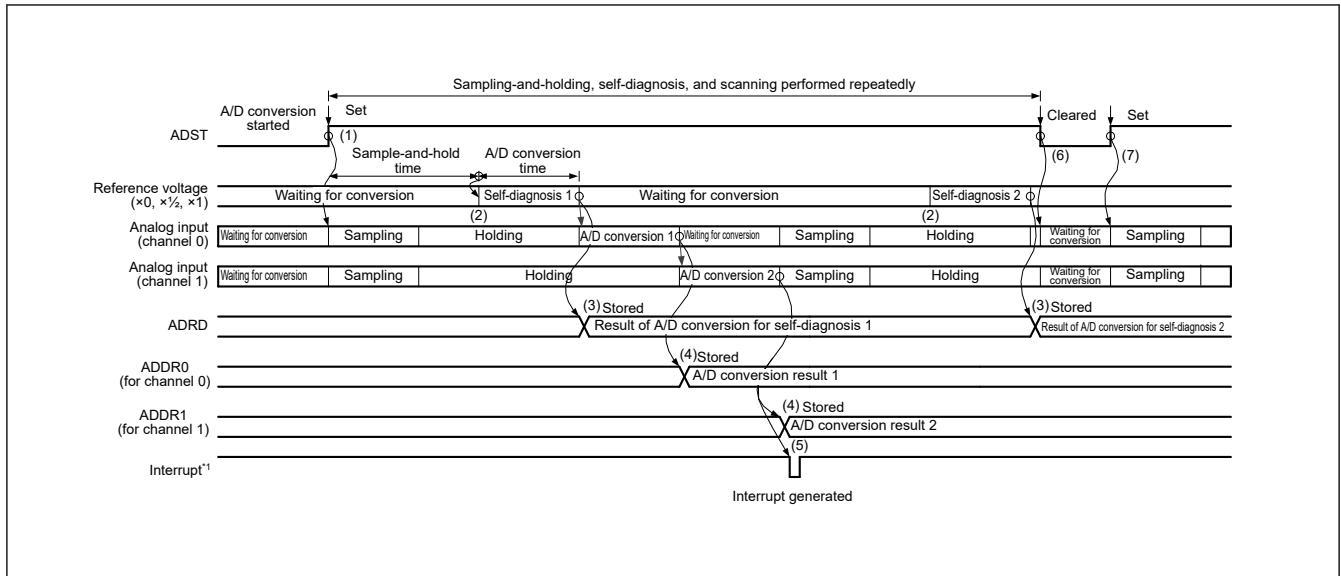 Sampling-and-holding, self-diagnosis, and scanning performed repeatedly
A/D conversion
started
Set
Cleared
Set
ADST
(1)
(6)
(7)
Sample-and-hold
time
A/D conversion
time
Reference voltage
(×0, ×½, ×1)
Waiting for conversion
Self-diagnosis 1
Waiting for conversion
Self-diagnosis 2
(2)
(2)
Analog input
(channel 0)
Waiting for conversion
Sampling
Holding
A/D conversion 1
Waiting for conversion
Sampling
Holding
Waiting for
conversion
Sampling
Analog input
(channel 1)
Waiting for conversion
Sampling
Holding
A/D conversion 2
Sampling
Holding
Waiting for
conversion
Sampling
ADRD
(3) Stored
Result of A/D conversion for self-diagnosis 1
(3) Stored
Result of A/D conversion for self-diagnosis 2
ADDR0
(for channel 0)
(4) Stored
A/D conversion result 1
ADDR1
(for channel 1)
(4) Stored
A/D conversion result 2
Interrupt*1
(5)
Interrupt generated